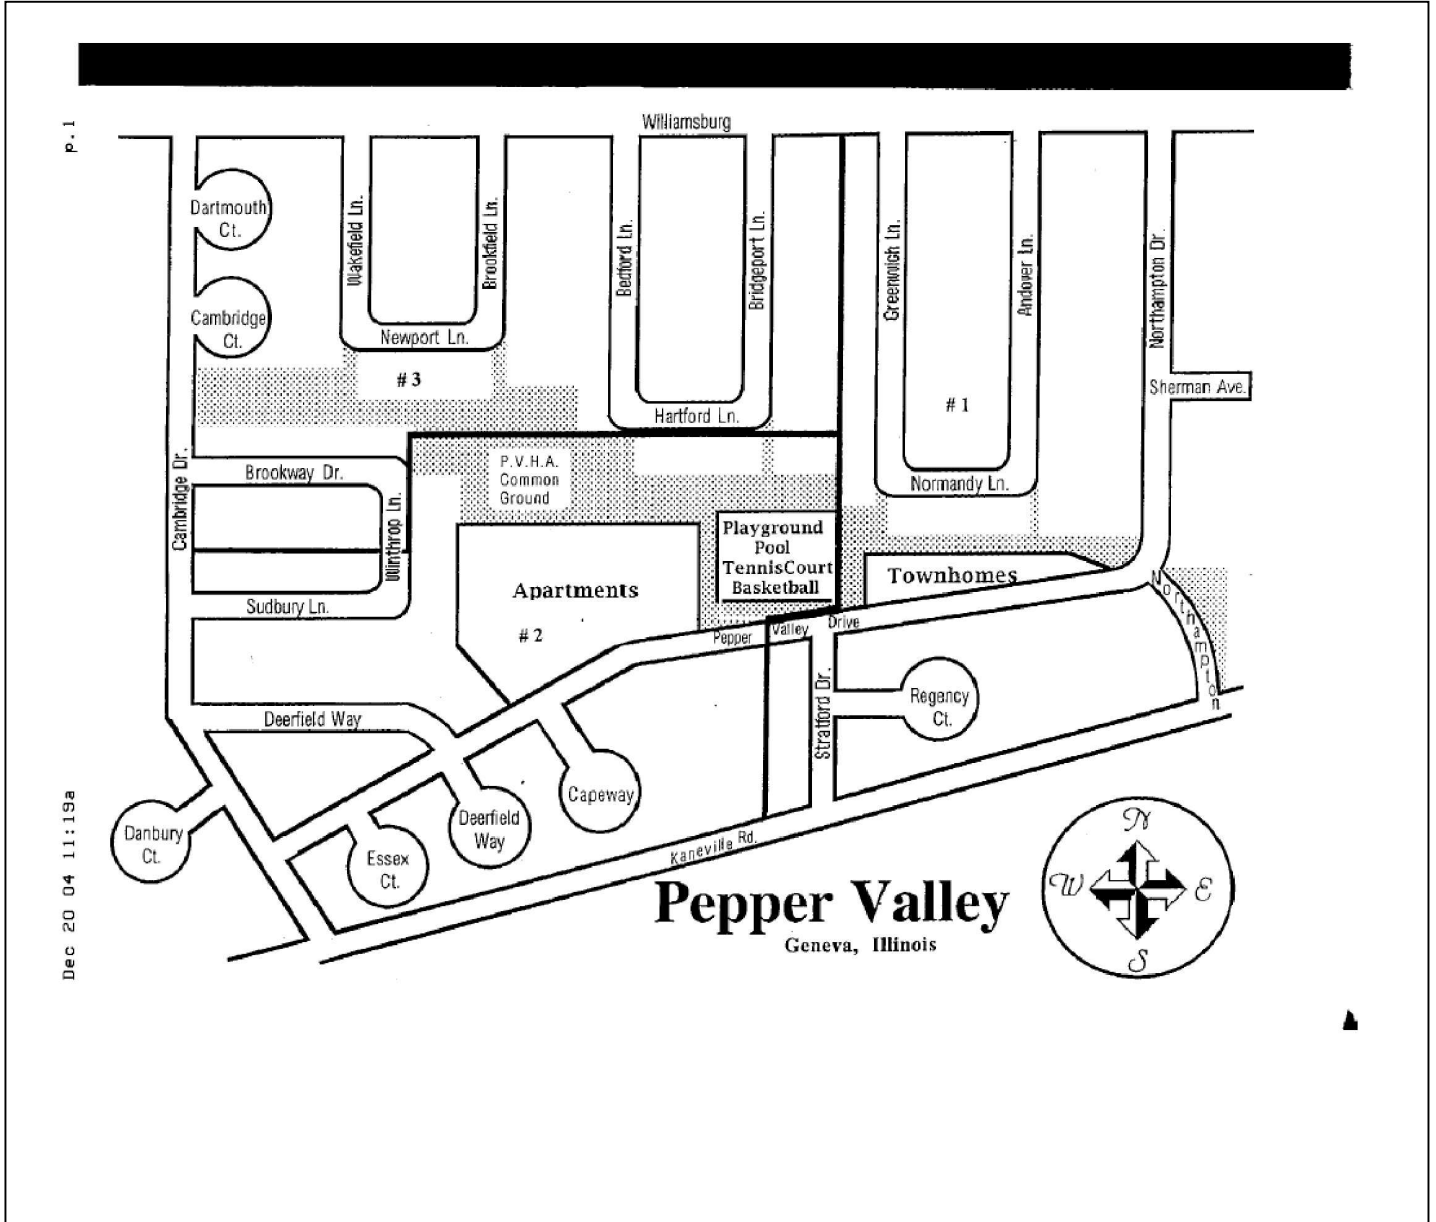 p.1
Williamsburg
Dartmouth
Ct.
Cambridge
Ct.
Wakefield Ln.
Brookfield Ln.
Newport Ln.
# 3
Bedford Ln.
Bridgeport Ln.
Hartford Ln.
Greenwich Ln.
Andover Ln.
# 1
Normandy Ln.
Northampton Dr.
Sherman Ave.
Cambridge Dr.
Brookway Dr.
Winthrop Ln.
Sudbury Ln.
P.V.H.A.
Common
Ground
Playground
Pool
TennisCourt
Basketball
Apartments
# 2
Townhomes
Pepper Valley Drive
Northampton
Stratford Dr.
Regency
Ct.
Deerfield Way
Capeway
Deerfield
Way
Essex
Ct.
Danbury
Ct.
Kaneville Rd.
Pepper Valley
Geneva, Illinois
N
W E
S
Dec 20 04 11:19a